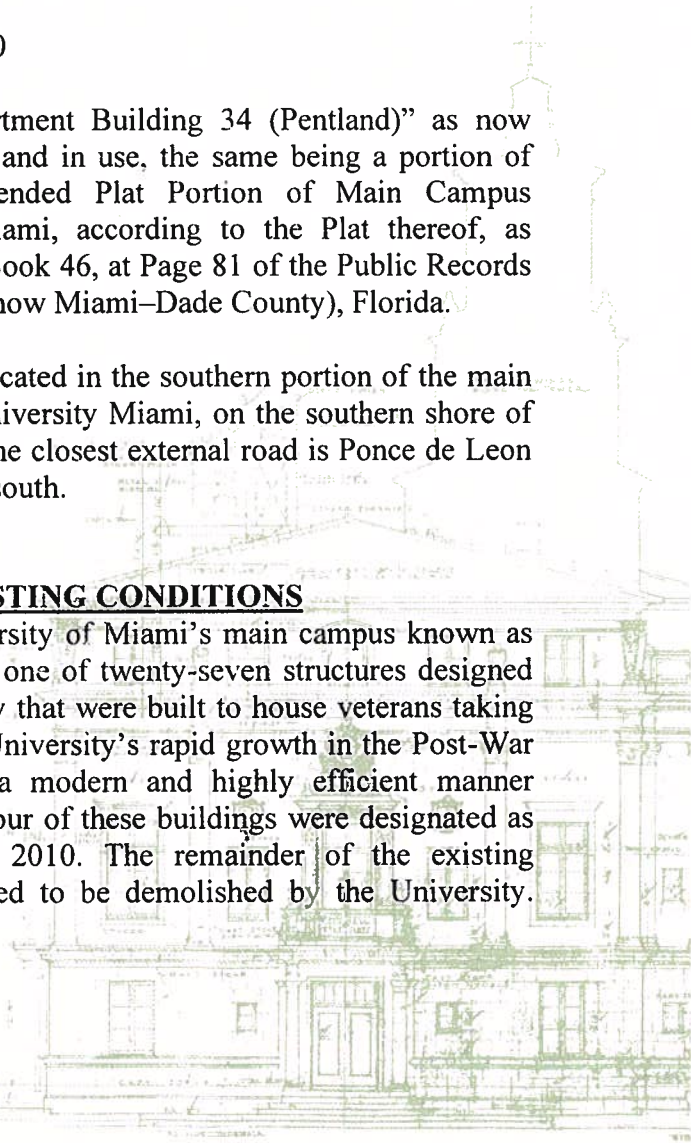 )
rtment Building 34 (Pentland)” as now
and in use, the same being a portion of
ended Plat Portion of Main Campus
iami, according to the Plat thereof, as
Book 46, at Page 81 of the Public Records
now Miami–Dade County), Florida.
cated in the southern portion of the main
niversity Miami, on the southern shore of
he closest external road is Ponce de Leon
south.
STING CONDITIONS
rsity of Miami’s main campus known as
one of twenty-seven structures designed
y that were built to house veterans taking
University’s rapid growth in the Post-War
a modern and highly efficient manner
our of these buildings were designated as
2010. The remainder of the existing
ed to be demolished by the University.